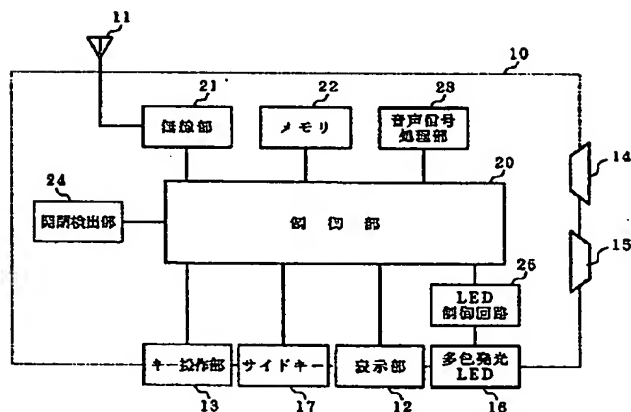 11
10
21
22
23
無線部
メモリ
音声信号
処理部
14
20
24
開閉検出部
制御部
15
25
LED
制御回路
キー操作部
サイドキー
表示部
多色発光
LED
13
17
12
16